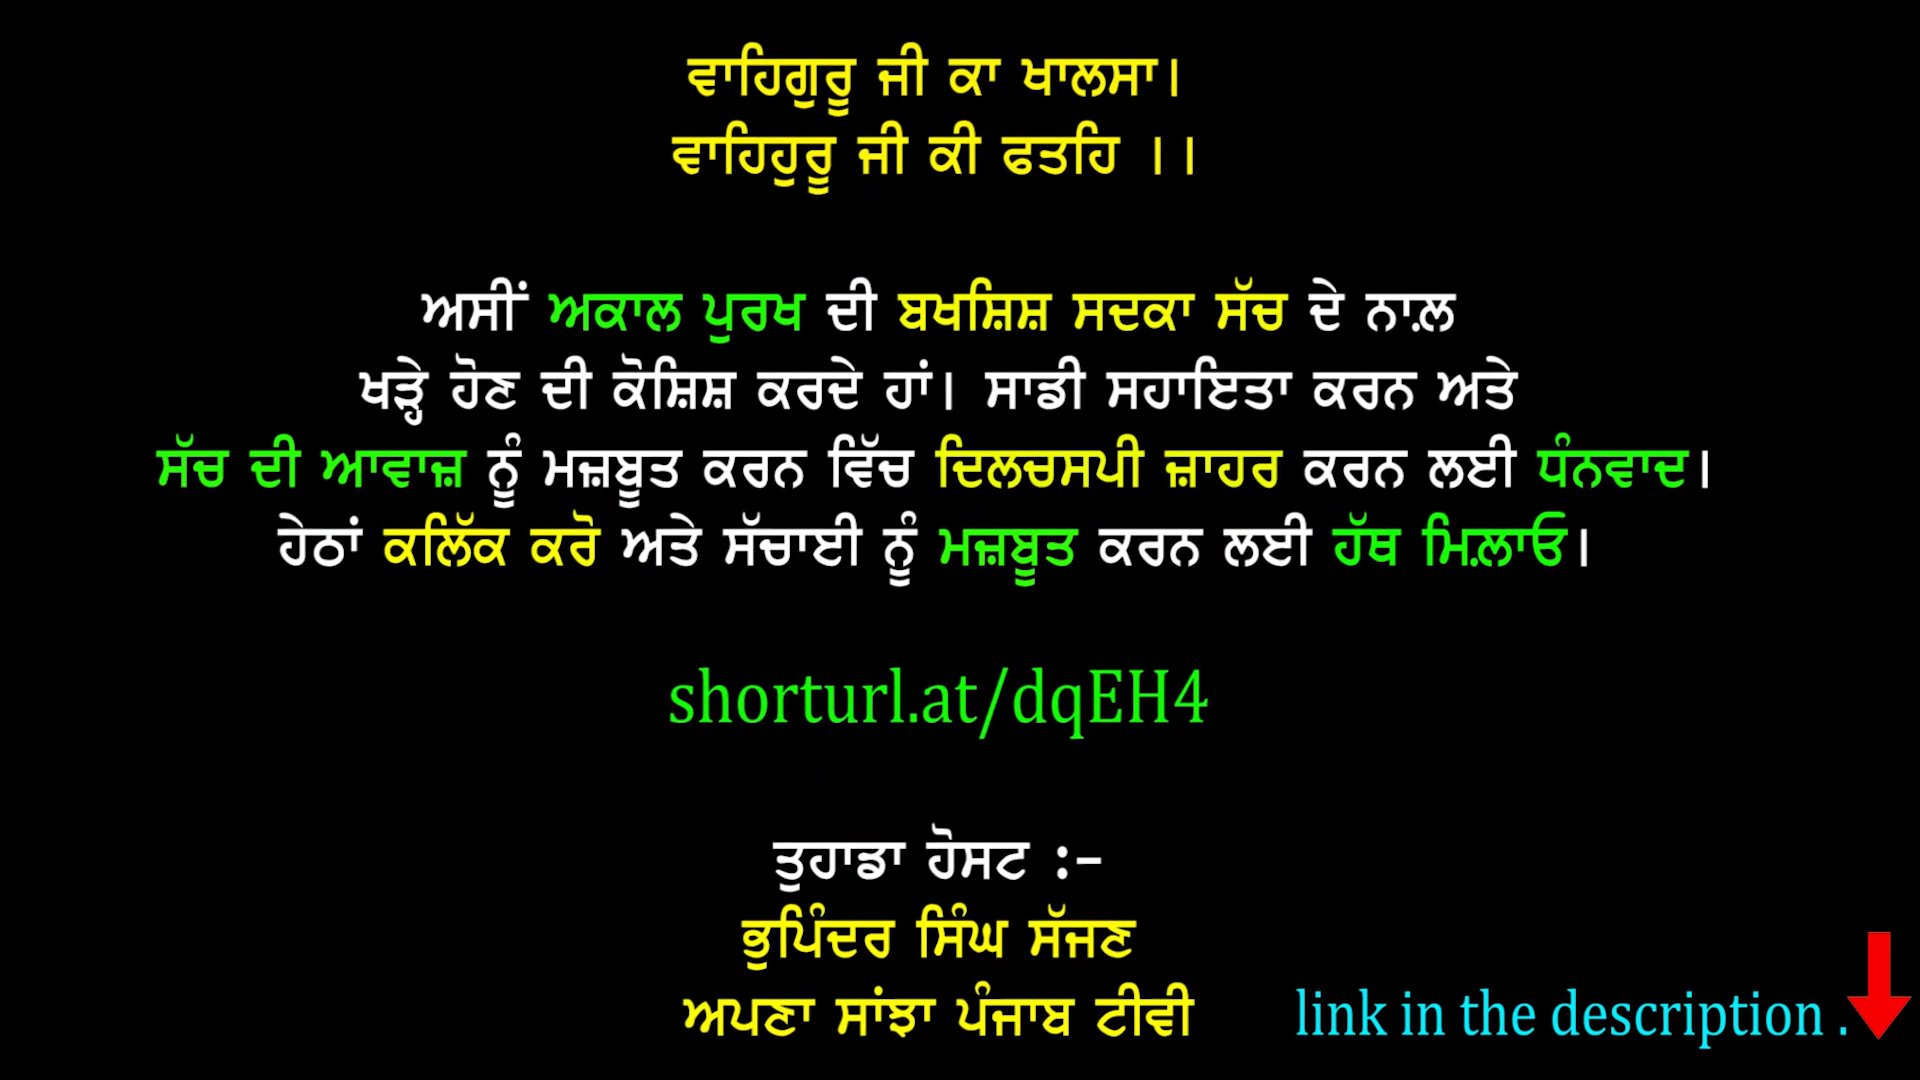 ਵਾਹਿਗੁਰੂ ਜੀ ਕਾ ਖਾਲਸਾ।
ਵਾਹਿਹੁਰੂ ਜੀ ਕੀ ਫਤਹਿ ।।
ਅਸੀਂ ਅਕਾਲ ਪੁਰਖ ਦੀ ਬਖਸ਼ਿਸ਼ ਸਦਕਾ ਸੱਚ ਦੇ ਨਾਲ਼
ਖੜ੍ਹੇ ਹੋਣ ਦੀ ਕੋਸ਼ਿਸ਼ ਕਰਦੇ ਹਾਂ। ਸਾਡੀ ਸਹਾਇਤਾ ਕਰਨ ਅਤੇ
ਸੱਚ ਦੀ ਆਵਾਜ਼ ਨੂੰ ਮਜ਼ਬੂਤ ਕਰਨ ਵਿੱਚ ਦਿਲਚਸਪੀ ਜ਼ਾਹਰ ਕਰਨ ਲਈ ਧੰਨਵਾਦ।
ਹੇਠਾਂ ਕਲਿੱਕ ਕਰੋ ਅਤੇ ਸੱਚਾਈ ਨੂੰ ਮਜ਼ਬੂਤ ਕਰਨ ਲਈ ਹੱਥ ਮਿਲ਼ਾਓ।
shorturl.at/dqEH4
ਤੁਹਾਡਾ ਹੋਸਟ :-
ਭੁਪਿੰਦਰ ਸਿੰਘ ਸੱਜਣ
ਅਪਣਾ ਸਾਂਝਾ ਪੰਜਾਬ ਟੀਵੀ
link in the description .